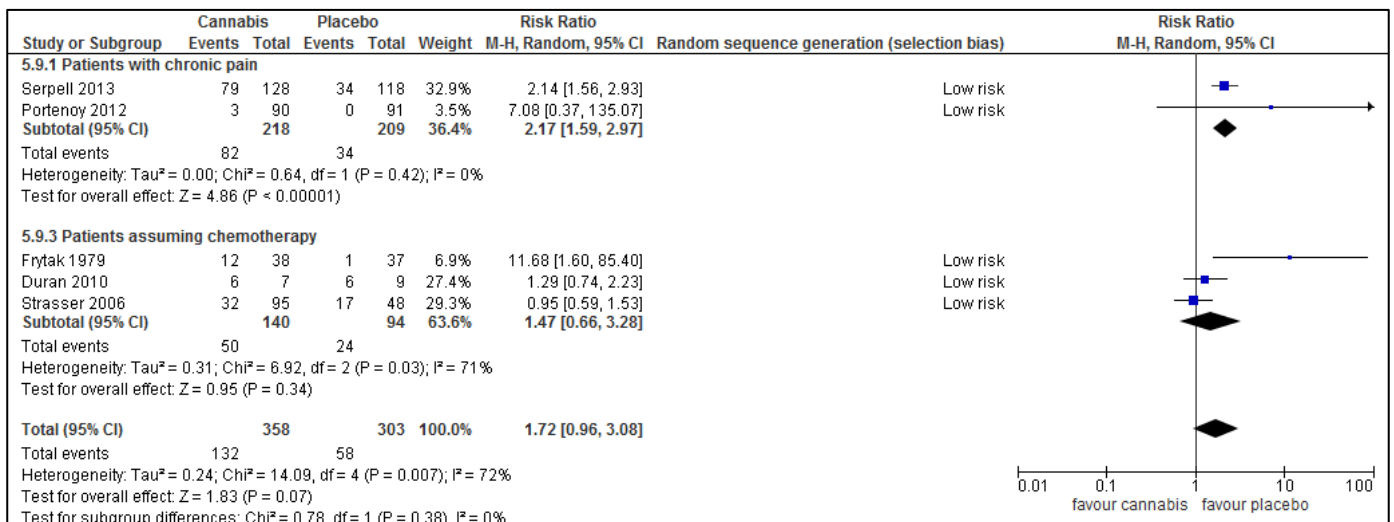 Cannabis Placebo Risk Ratio Risk Ratio
Study or Subgroup Events Total Events Total Weight M-H, Random, 95% CI Random sequence generation (selection bias) M-H, Random, 95% CI
5.9.1 Patients with chronic pain
Serpell 2013 79 128 34 118 32.9% 2.14 [1.56, 2.93] Low risk
Portenoy 2012 3 90 0 91 3.5% 7.08 [0.37, 135.07] Low risk
Subtotal (95% CI) 218 209 36.4% 2.17 [1.59, 2.97]
Total events 82 34
Heterogeneity: Tau² = 0.00; Chi² = 0.64, df = 1 (P = 0.42); I² = 0%
Test for overall effect: Z = 4.86 (P < 0.00001)
5.9.3 Patients assuming chemotherapy
Frytak 1979 12 38 1 37 6.9% 11.68 [1.60, 85.40] Low risk
Duran 2010 6 7 6 9 27.4% 1.29 [0.74, 2.23] Low risk
Strasser 2006 32 95 17 48 29.3% 0.95 [0.59, 1.53] Low risk
Subtotal (95% CI) 140 94 63.6% 1.47 [0.66, 3.28]
Total events 50 24
Heterogeneity: Tau² = 0.31; Chi² = 6.92, df = 2 (P = 0.03); I² = 71%
Test for overall effect: Z = 0.95 (P = 0.34)
Total (95% CI) 358 303 100.0% 1.72 [0.96, 3.08]
Total events 132 58
Heterogeneity: Tau² = 0.24; Chi² = 14.09, df = 4 (P = 0.007); I² = 72%
0.01 0.1 1 10 100
Test for overall effect: Z = 1.83 (P = 0.07)
favour cannabis favour placebo
Test for subgroup differences: Chi² = 0.78, df = 1 (P = 0.38), I² = 0%